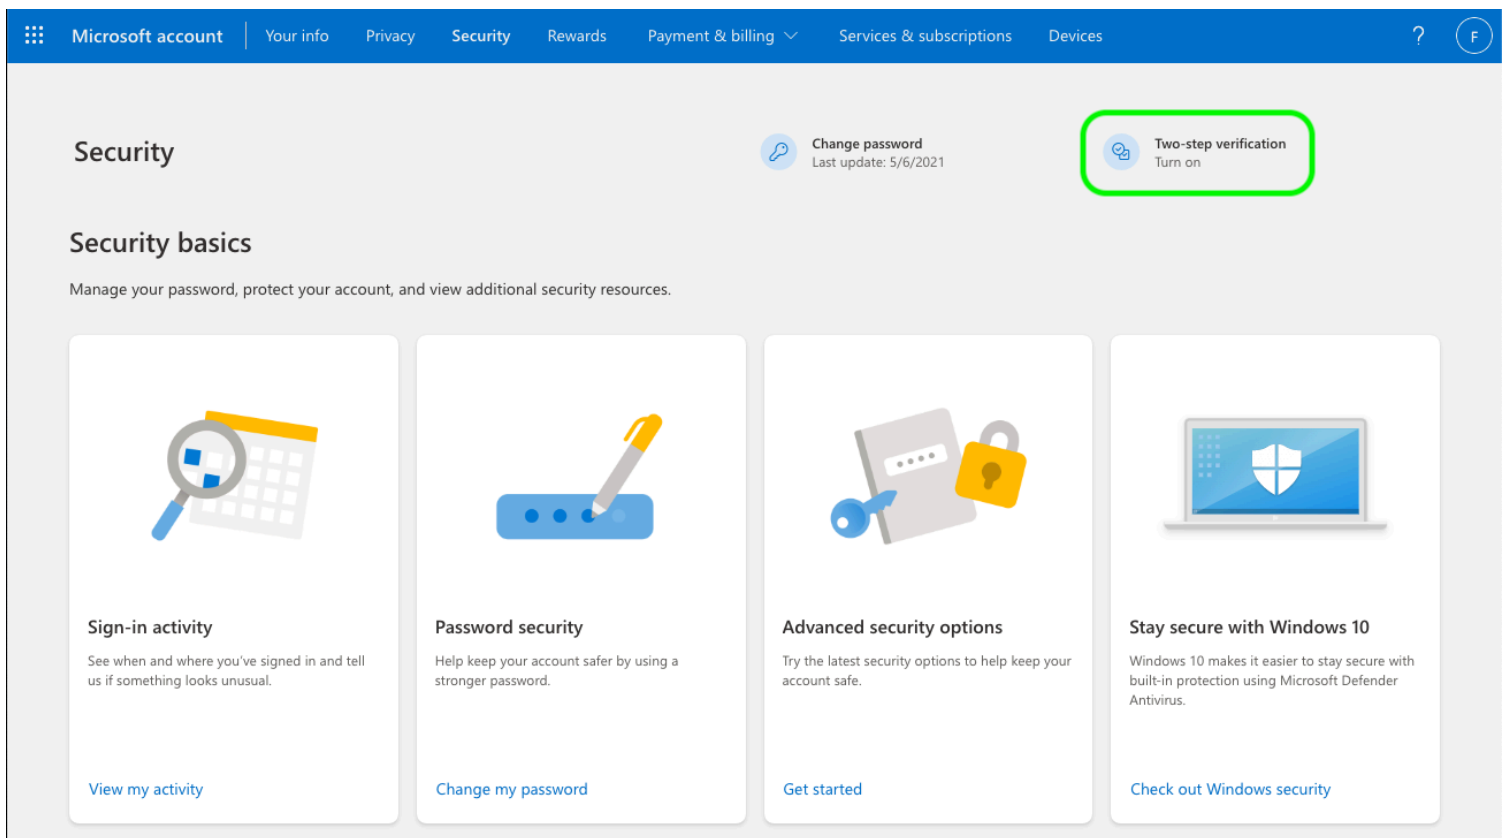 Microsoft account
Your info
Privacy
Security
Rewards
Payment & billing
Services & subscriptions
Devices
?
F
Security
Change password
Last update: 5/6/2021
Two-step verification
Turn on
Security basics
Manage your password, protect your account, and view additional security resources.
Sign-in activity
See when and where you've signed in and tell
us if something looks unusual.
View my activity
Password security
Help keep your account safer by using a
stronger password.
Change my password
Advanced security options
Try the latest security options to help keep your
account safe.
Get started
Stay secure with Windows 10
Windows 10 makes it easier to stay secure with
built-in protection using Microsoft Defender
Antivirus.
Check out Windows security